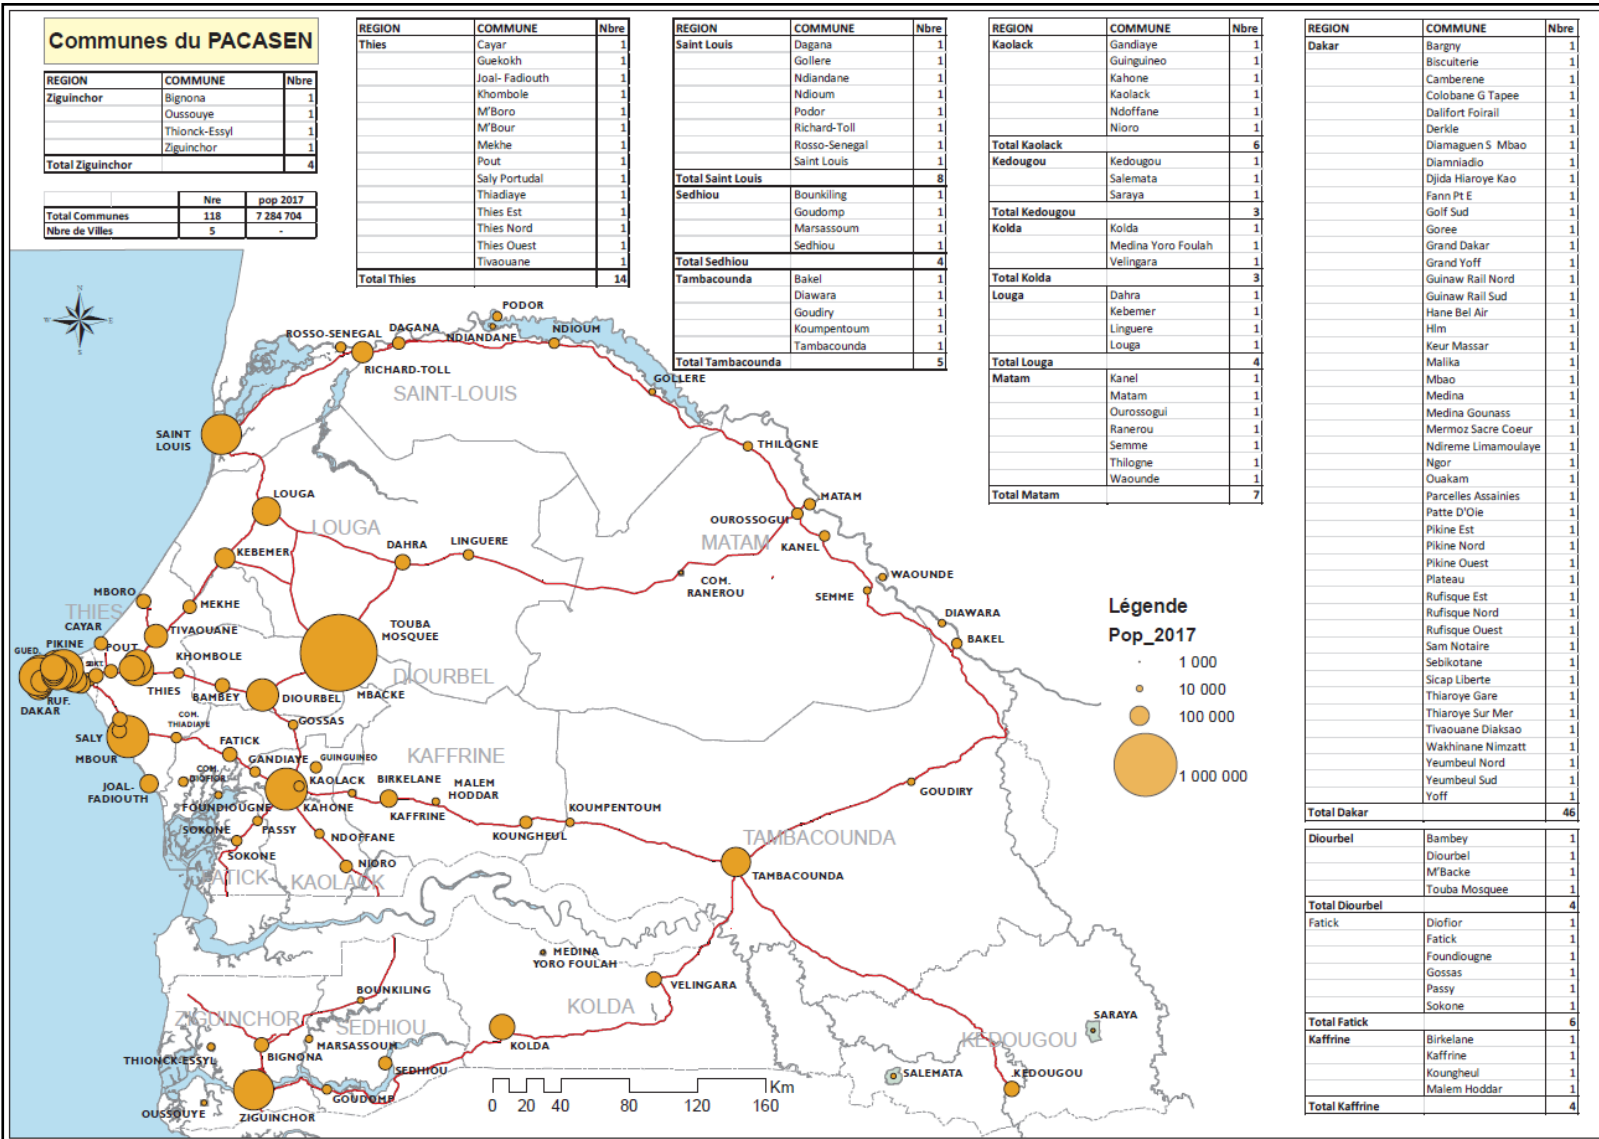 Communes du PACASEN
REGION COMMUNE Nbre
Ziguinchor Bignona 1
Oussouye 1
Thionck-Essyl 1
Ziguinchor 1
Total Ziguinchor 4
Nre pop 2017
Total Communes 118 7 284 704
Nbre de Villes 5 -
REGION COMMUNE Nbre
Thies Cayar 1
Guekokh 1
Joal- Fadiouth 1
Khombole 1
M'Boro 1
M'Bour 1
Mekhe 1
Pout 1
Saly Portudal 1
Thiadiaye 1
Thies Est 1
Thies Nord 1
Thies Ouest 1
Tivaouane 1
Total Thies 14
REGION COMMUNE Nbre
Saint Louis Dagana 1
Gollere 1
Ndiandane 1
Ndioum 1
Podor 1
Richard-Toll 1
Rosso-Senegal 1
Saint Louis 1
Total Saint Louis 8
Sedhiou Bounkiling 1
Goudomp 1
Marsassoum 1
Sedhiou 1
Total Sedhiou 4
Tambacounda Bakel 1
Diawara 1
Goudiry 1
Koumpentoum 1
Tambacounda 1
Total Tambacounda 5
REGION COMMUNE Nbre
Kaolack Gandiaye 1
Guinguineo 1
Kahone 1
Kaolack 1
Ndoffane 1
Nioro 1
Total Kaolack 6
Kedougou Kedougou 1
Salemata 1
Saraya 1
Total Kedougou 3
Kolda Kolda 1
Medina Yoro Foulah 1
Velingara 1
Total Kolda 3
Louga Dahra 1
Kebemer 1
Linguere 1
Louga 1
Total Louga 4
Matam Kanel 1
Matam 1
Ourossogui 1
Ranerou 1
Semme 1
Thilogne 1
Waounde 1
Total Matam 7
REGION COMMUNE Nbre
Dakar Bargny 1
Biscuiterie 1
Camberene 1
Colobane G Tapee 1
Dalifort Foirail 1
Derkle 1
Diamaguen S Mbao 1
Diamniadio 1
Djida Hiaroye Kao 1
Fann Pt E 1
Golf Sud 1
Goree 1
Grand Dakar 1
Grand Yoff 1
Guinaw Rail Nord 1
Guinaw Rail Sud 1
Hane Bel Air 1
Hlm 1
Keur Massar 1
Malika 1
Mbao 1
Medina 1
Medina Gounass 1
Mermoz Sacre Coeur 1
Ndireme Limamoulaye 1
Ngor 1
Ouakam 1
Parcelles Assainies 1
Patte D'Oie 1
Pikine Est 1
Pikine Nord 1
Pikine Ouest 1
Plateau 1
Rufisque Est 1
Rufisque Nord 1
Rufisque Ouest 1
Sam Notaire 1
Sebikotane 1
Sicap Liberte 1
Thiaroye Gare 1
Thiaroye Sur Mer 1
Tivaouane Diaksao 1
Wakhinane Nimzatt 1
Yeumbeul Nord 1
Yeumbeul Sud 1
Yoff 1
Total Dakar 46
Diourbel Bambey 1
Diourbel 1
M'Backe 1
Touba Mosquee 1
Total Diourbel 4
Fatick Diofior 1
Fatick 1
Foundiougne 1
Gossas 1
Passy 1
Sokone 1
Total Fatick 6
Kaffrine Birkelane 1
Kaffrine 1
Koungheul 1
Malem Hoddar 1
Total Kaffrine 4
N
W E
S
PODOR
ROSSO-SENEGAL DAGANA
NDIANDANE
NDIOUM
RICHARD-TOLL
SAINT-LOUIS
GOLLERE
SAINT
LOUIS
THILOGNE
LOUGA
MATAM
OUROSSOGUI
LOUGA
MATAM
KANEL
KEBEMER
DAHRA
LINGUERE
COM.
RANEROU
WAOUNDE
SEMME
MBORO
MEKHE
THIES
CAYAR
TIVAOUANE
TOUBA
MOSQUEE
DIAWARA
BAKEL
GUED. PIKINE
SBKT.
POUT
KHOMBOLE
DIOURBEL
THIES
BAMBEY
DIOURBEL
MBACKE
RUF.
DAKAR
COM.
THIADIAYE
GOSSAS
SALY
MBOUR
FATICK
GUINGUINEO
KAFFRINE
GANDIAYE
COM.
DIOFIOR
JOAL-
FADIOUTH
KAOLACK
BIRKELANE
MALEM
HODDAR
GOUDIRY
FOUNDIOUGNE
KAHONE
KAFFRINE
KOUMPENTOUM
SOKONE
PASSY
NDOFFANE
KOUNGHEUL
TAMBACOUNDA
SOKONE
NIORO
FATICK
KAOLACK
TAMBACOUNDA
MEDINA
YORO FOULAH
VELINGARA
BOUNKILING
KOLDA
ZIGUINCHOR
SEDHIOU
SARAYA
THIONCK-ESSYL
BIGNONA
MARSASSOUM
KOLDA
KEDOUGOU
SEDHIOU
SALEMATA
KEDOUGOU
OUSSOUYE
GOUDOMP
ZIGUINCHOR
Km
0 20 40 80 120 160
Légende
Pop_2017
1 000
10 000
100 000
1 000 000